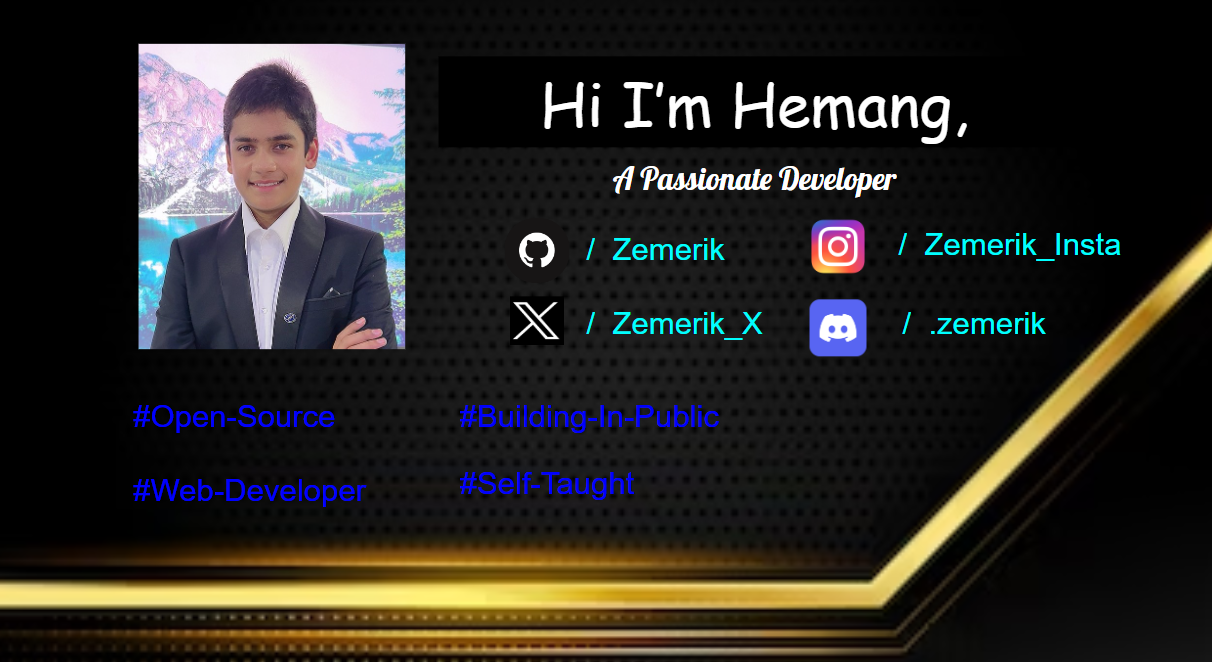 Hi I'm Hemang,
A Passionate Developer
/ Zemerik
/ Zemerik_Insta
/ Zemerik_X
/ .zemerik
#Open-Source
#Building-In-Public
#Web-Developer
#Self-Taught